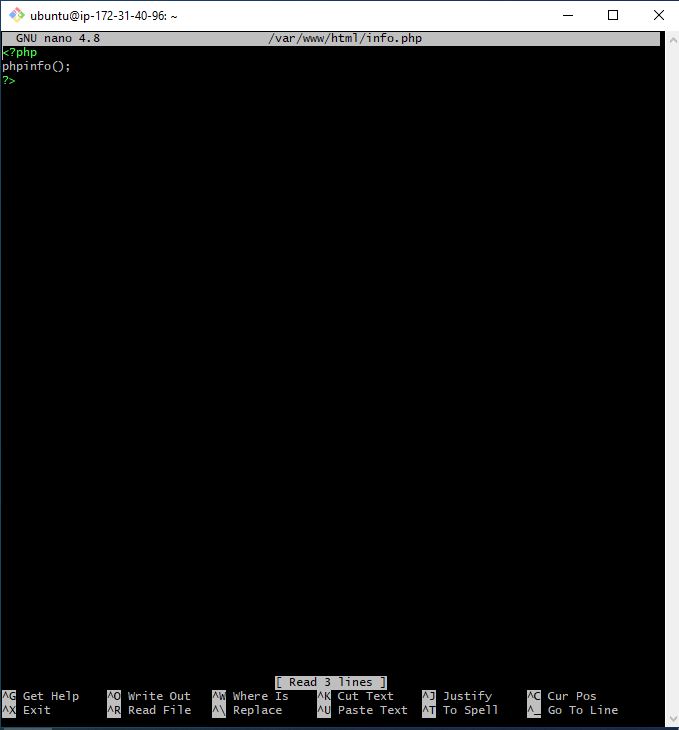 ubuntu@ip-172-31-40-96: ~
GNU nano 4.8 /var/www/html/info.php
<?php
phpinfo();
?>
[ Read 3 lines ]
^G Get Help ^O Write Out ^W Where Is ^K Cut Text ^J Justify ^C Cur Pos
^X Exit ^R Read File ^\ Replace ^U Paste Text ^T To Spell ^_ Go To Line